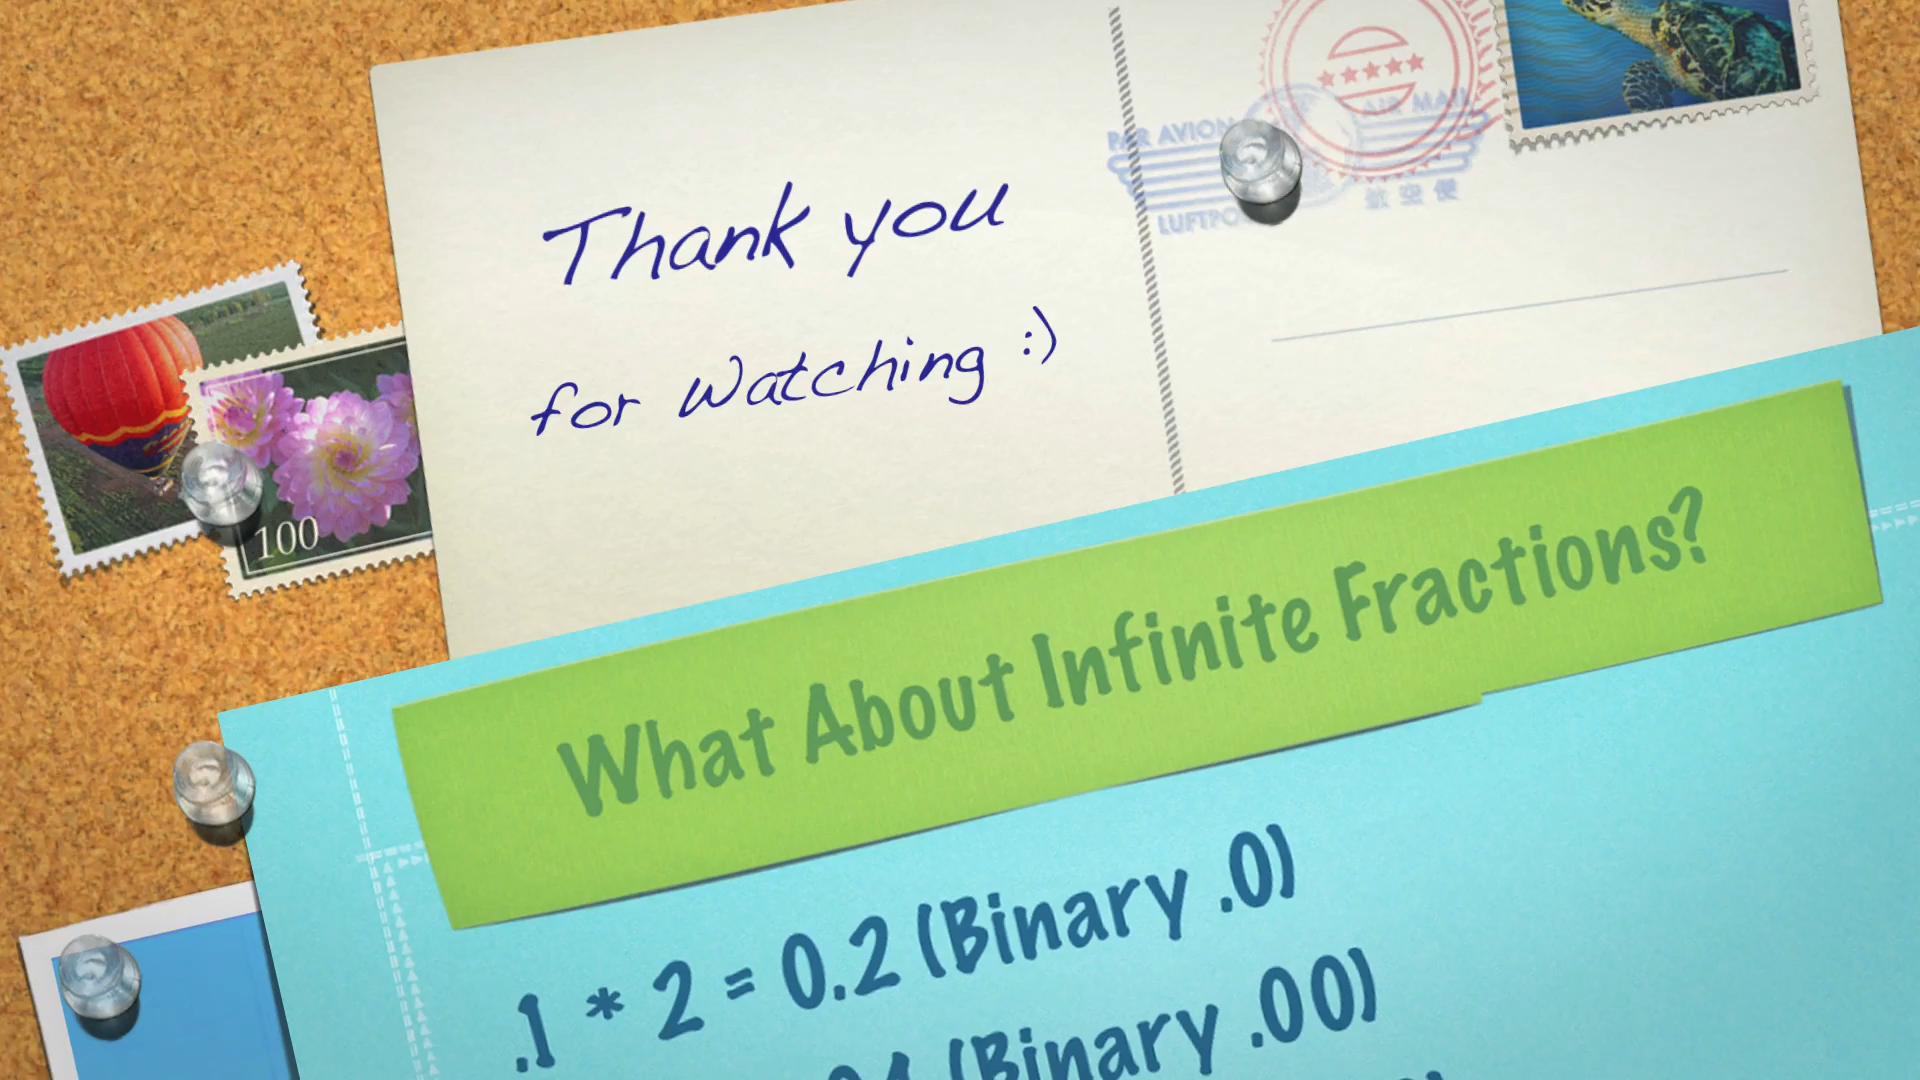 Thank you
for Watching :)
PAR AVION
AIR MAIL
航空便
100
What About Infinite Fractions?
.1 * 2 = 0.2 (Binary .0)
(Binary .00)